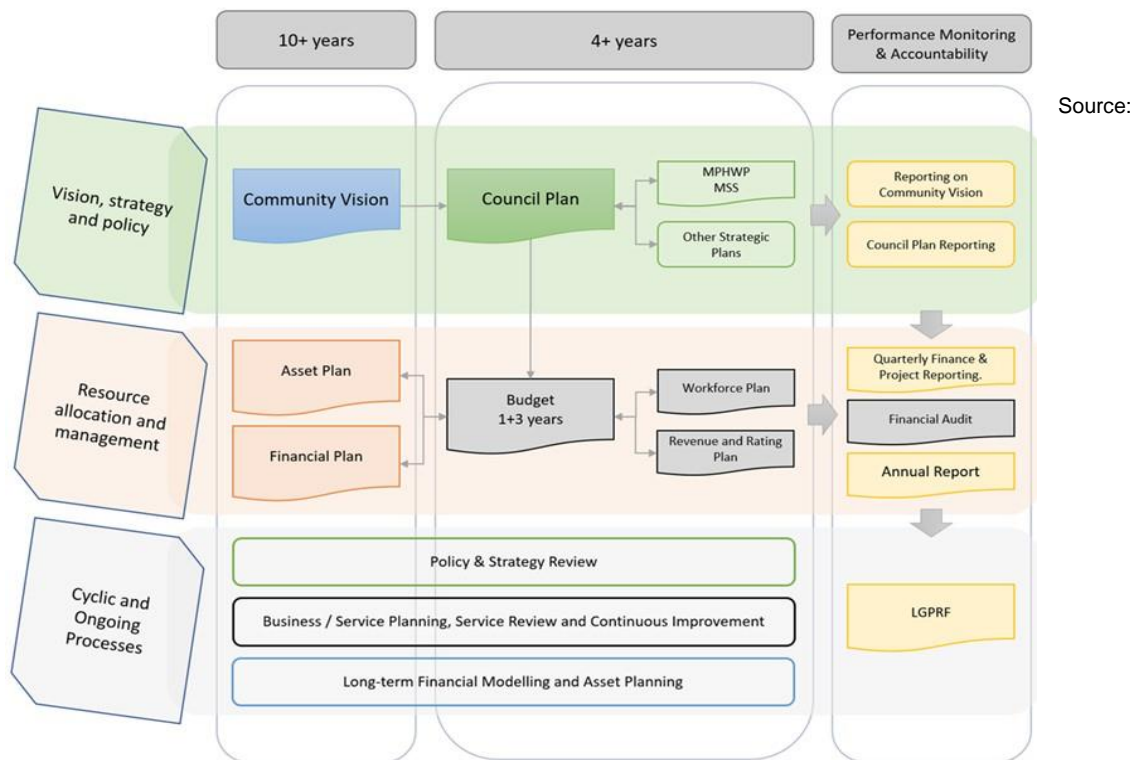 10+ years
4+ years
Performance Monitoring
& Accountability
Source:
Vision, strategy
and policy
Community Vision
Council Plan
MPHWP
MSS
Other Strategic
Plans
Reporting on
Community Vision
Council Plan Reporting
Resource
allocation and
management
Asset Plan
Financial Plan
Budget
1+3 years
Workforce Plan
Revenue and Rating
Plan
Quarterly Finance &
Project Reporting.
Financial Audit
Annual Report
Cyclic and
Ongoing
Processes
Policy & Strategy Review
Business / Service Planning, Service Review and Continuous Improvement
Long-term Financial Modelling and Asset Planning
LGPRF